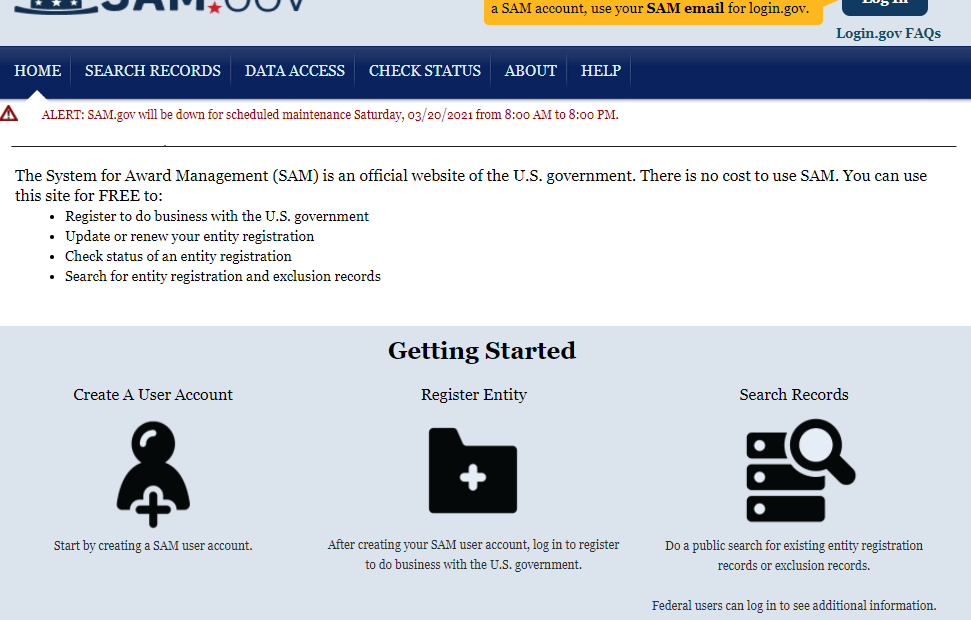 SAM.GOV
a SAM account, use your SAM email for login.gov.
Log In
Login.gov FAQs
HOME SEARCH RECORDS DATA ACCESS CHECK STATUS ABOUT HELP
ALERT: SAM.gov will be down for scheduled maintenance Saturday, 03/20/2021 from 8:00 AM to 8:00 PM.
The System for Award Management (SAM) is an official website of the U.S. government. There is no cost to use SAM. You can use
this site for FREE to:
• Register to do business with the U.S. government
• Update or renew your entity registration
• Check status of an entity registration
• Search for entity registration and exclusion records
Getting Started
Create A User Account
Start by creating a SAM user account.
Register Entity
After creating your SAM user account, log in to register
to do business with the U.S. government.
Search Records
Do a public search for existing entity registration
records or exclusion records.
Federal users can log in to see additional information.